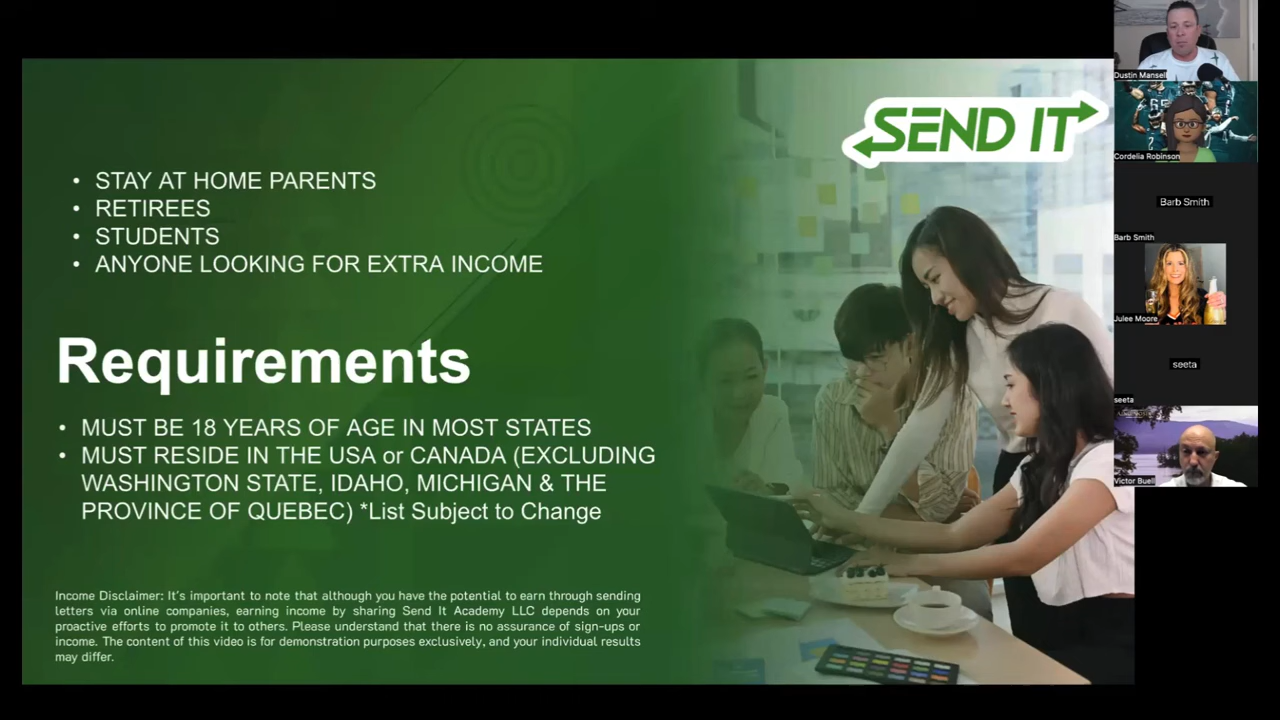 SEND IT
• STAY AT HOME PARENTS
• RETIREES
• STUDENTS
• ANYONE LOOKING FOR EXTRA INCOME
Requirements
• MUST BE 18 YEARS OF AGE IN MOST STATES
• MUST RESIDE IN THE USA or CANADA (EXCLUDING
WASHINGTON STATE, IDAHO, MICHIGAN & THE
PROVINCE OF QUEBEC) *List Subject to Change
Income Disclaimer: It's important to note that although you have the potential to earn through sending
letters via online companies, earning income by sharing Send It Academy LLC depends on your
proactive efforts to promote it to others. Please understand that there is no assurance of sign-ups or
income. The content of this video is for demonstration purposes exclusively, and your individual results
may differ.
Dustin Mansell
Cordelia Robinson
Barb Smith
Barb Smith
Julee Moore
seeta
seeta
Victor Buell